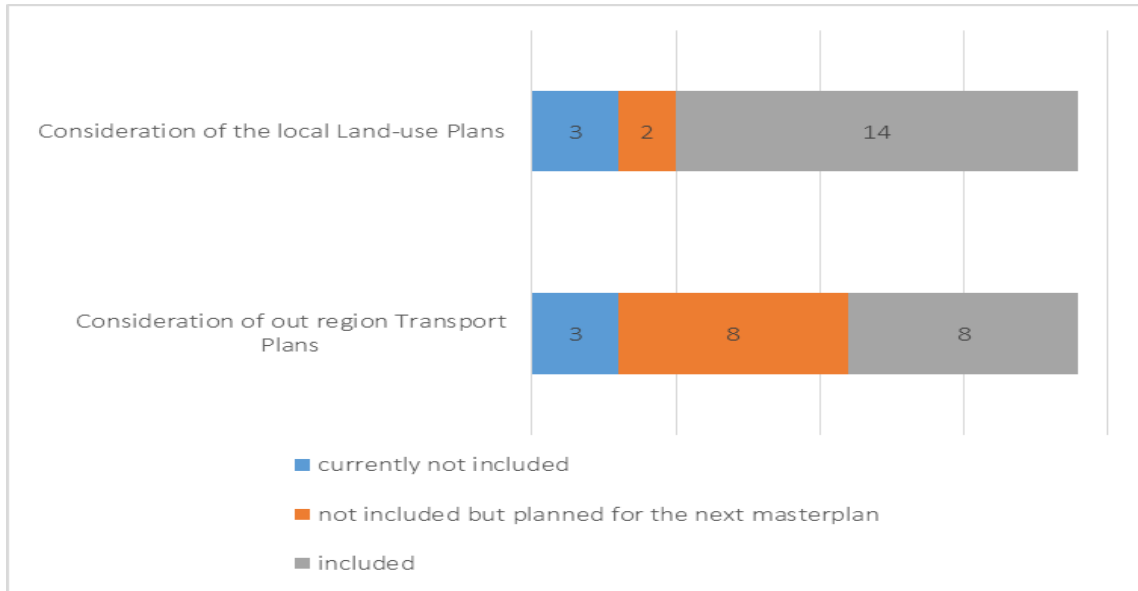 Consideration of the local Land-use Plans
3
2
14
Consideration of out region Transport
Plans
3
8
8
currently not included
not included but planned for the next masterplan
included